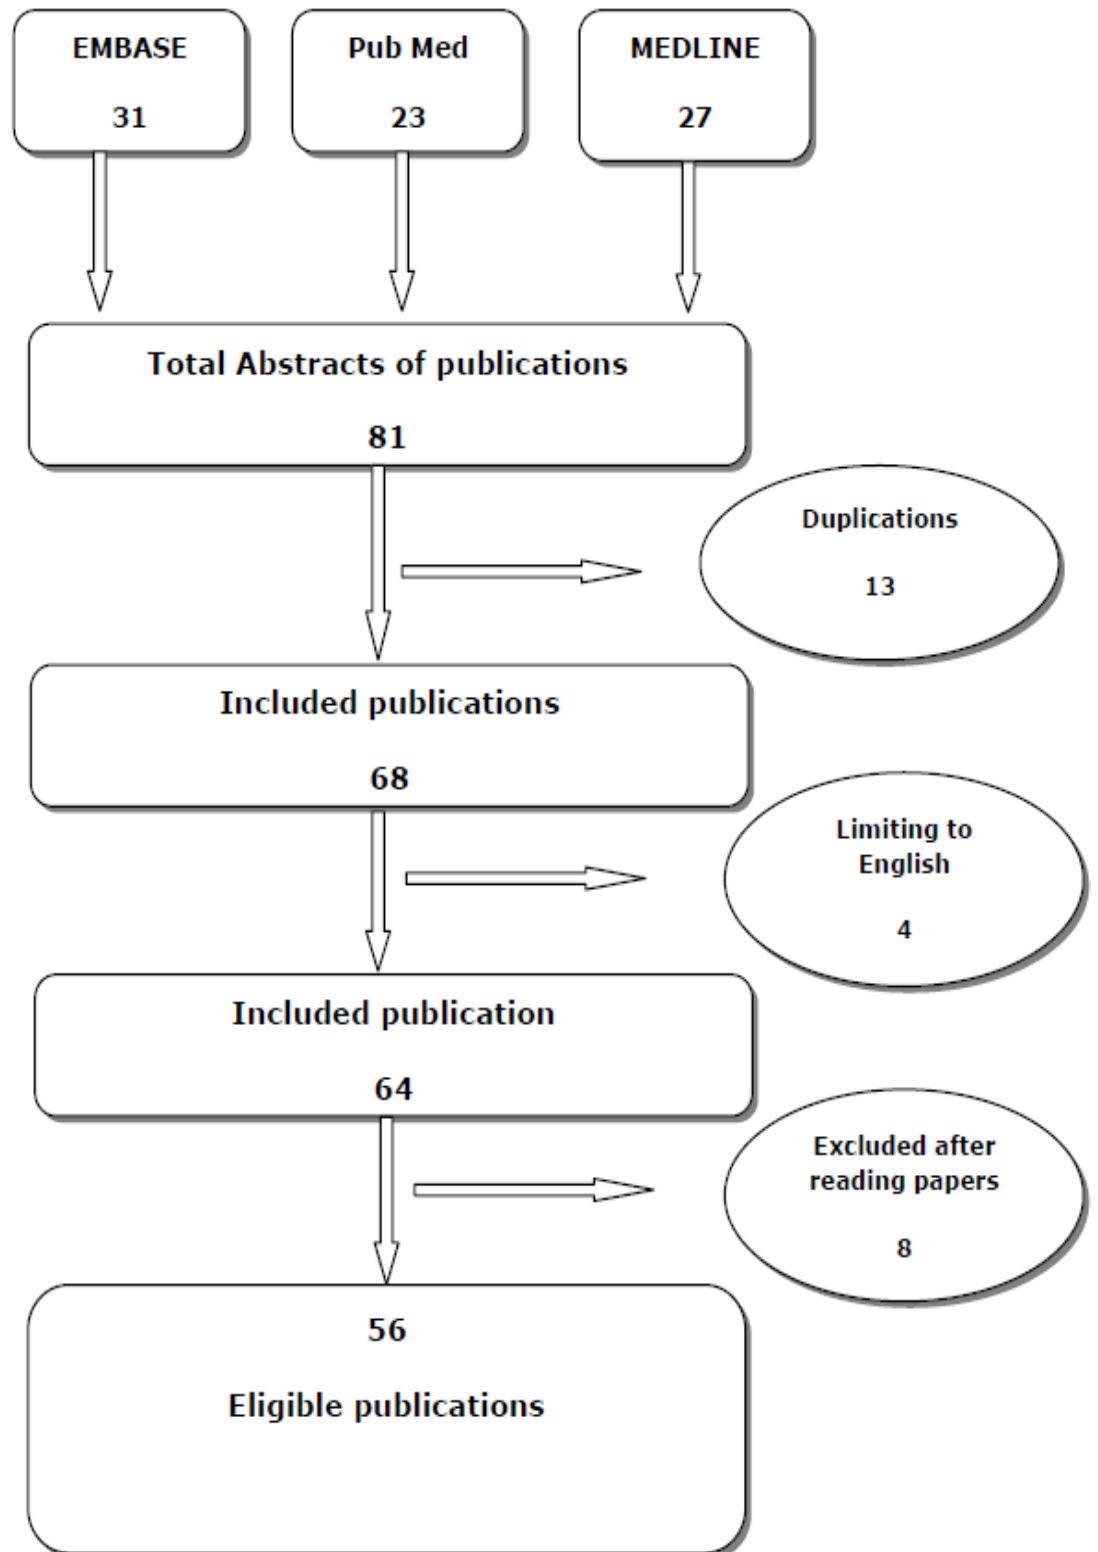 EMBASE
31
Pub Med
23
MEDLINE
27
Total Abstracts of publications
81
Duplications
13
Included publications
68
Limiting to
English
4
Included publication
64
Excluded after
reading papers
8
56
Eligible publications